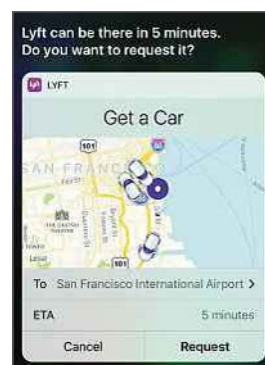 Lyft can be there in 5 minutes.
Do you want to request it?
LYFT
Get a Car
101
80
SAN FRANCISCO
101
To San Francisco International Airport >
ETA 5 minutes
Cancel Request